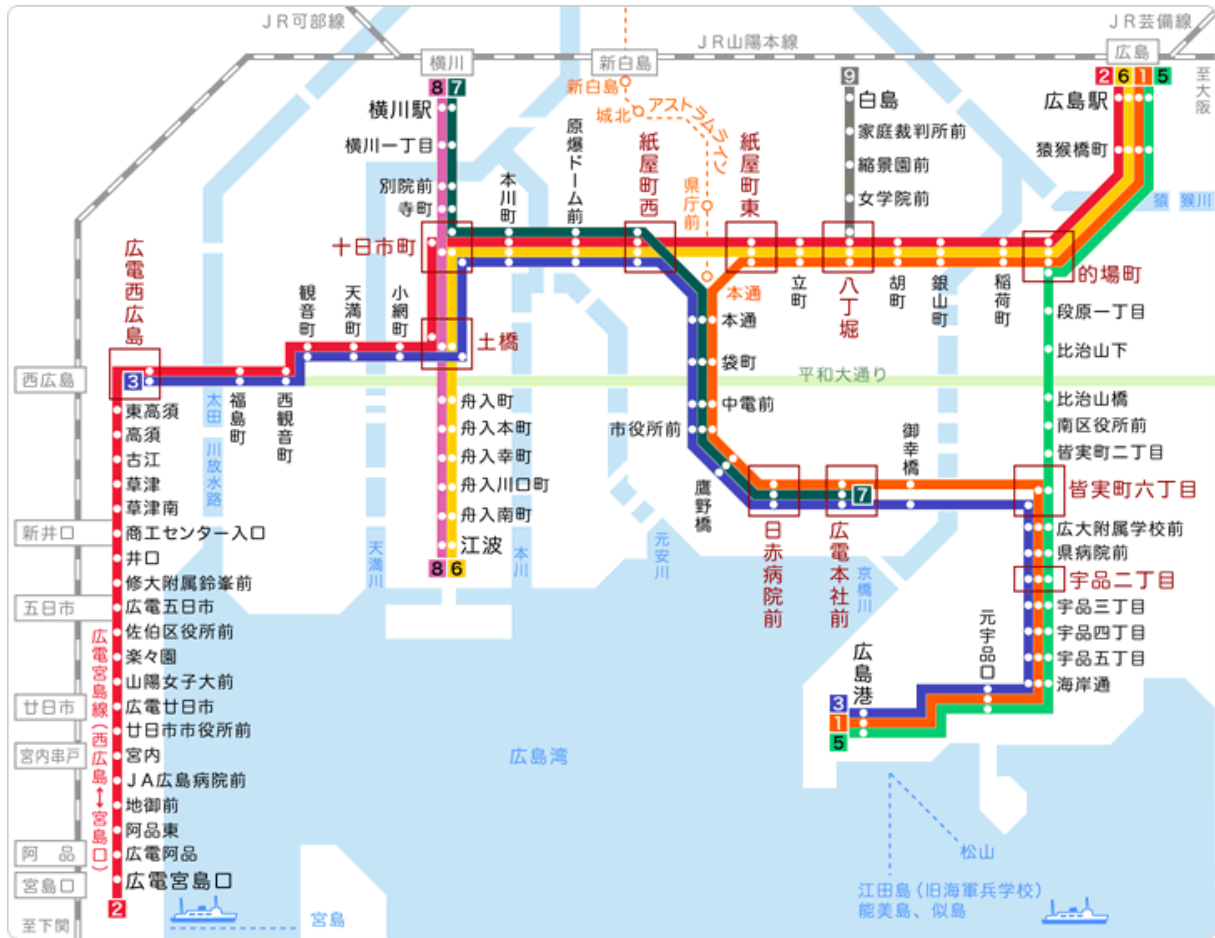 JR可部線
JR山陽本線
JR芸備線
横川
新白島
広島
至大阪
8 7
9
2 6 1 5
横川駅
横川一丁目
別院前
寺町
十日市町
本川町
原爆ドーム前
紙屋町西
紙屋町東
新白島
城北
アストラムライン
県庁前
本通
白島
家庭裁判所前
縮景園前
女学院前
広島駅
猿猴橋町
猿 猴川
立町
八丁堀
胡町
銀山町
稲荷町
的場町
段原一丁目
比治山下
比治山橋
南区役所前
皆実町二丁目
皆実町六丁目
広大附属学校前
県病院前
宇品二丁目
宇品三丁目
宇品四丁目
宇品五丁目
海岸通
元宇品口
広島港
3
1
5
広電西広島
観音町
天満町
小網町
土橋
西広島
3
福島町
西観音町
太田 川放水路
平和大通り
本通
袋町
中電前
市役所前
鷹野橋
日赤病院前
広電本社前
7
御幸橋
舟入町
舟入本町
舟入幸町
舟入川口町
舟入南町
江波
8 6
天満川
本川
元安川
京橋川
東高須
高須
古江
草津
草津南
新井口
商工センター入口
井口
修大附属鈴峯前
五日市
広電五日市
佐伯区役所前
楽々園
山陽女子大前
廿日市
広電廿日市
廿日市市役所前
宮内串戸
宮内
JA広島病院前
地御前
阿品東
阿 品
広電阿品
宮島口
広電宮島口
2
至下関
広電宮島線(西広島↔宮島口)
広島湾
宮島
松山
江田島(旧海軍兵学校)
能美島、似島